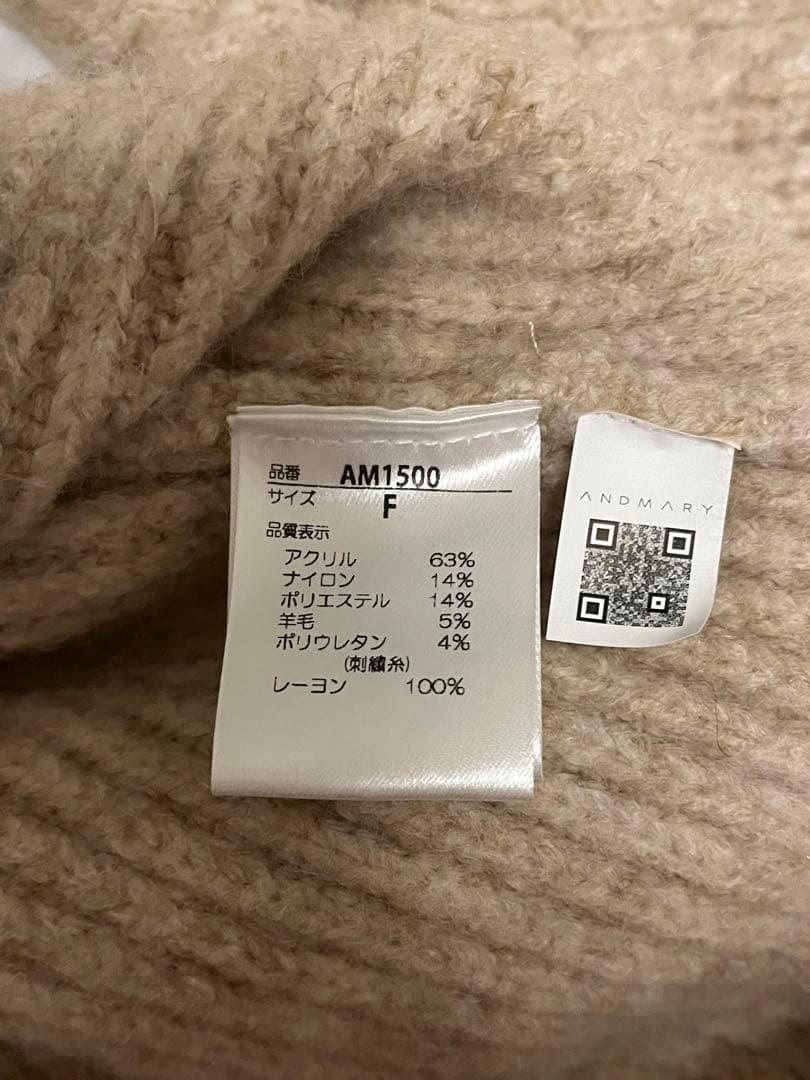 品番 AM1500
サイズ F
品質表示
アクリル 63%
ナイロン 14%
ポリエステル 14%
羊毛 5%
ポリウレタン 4%
(刺繍糸)
レーヨン 100%
ANDMARY